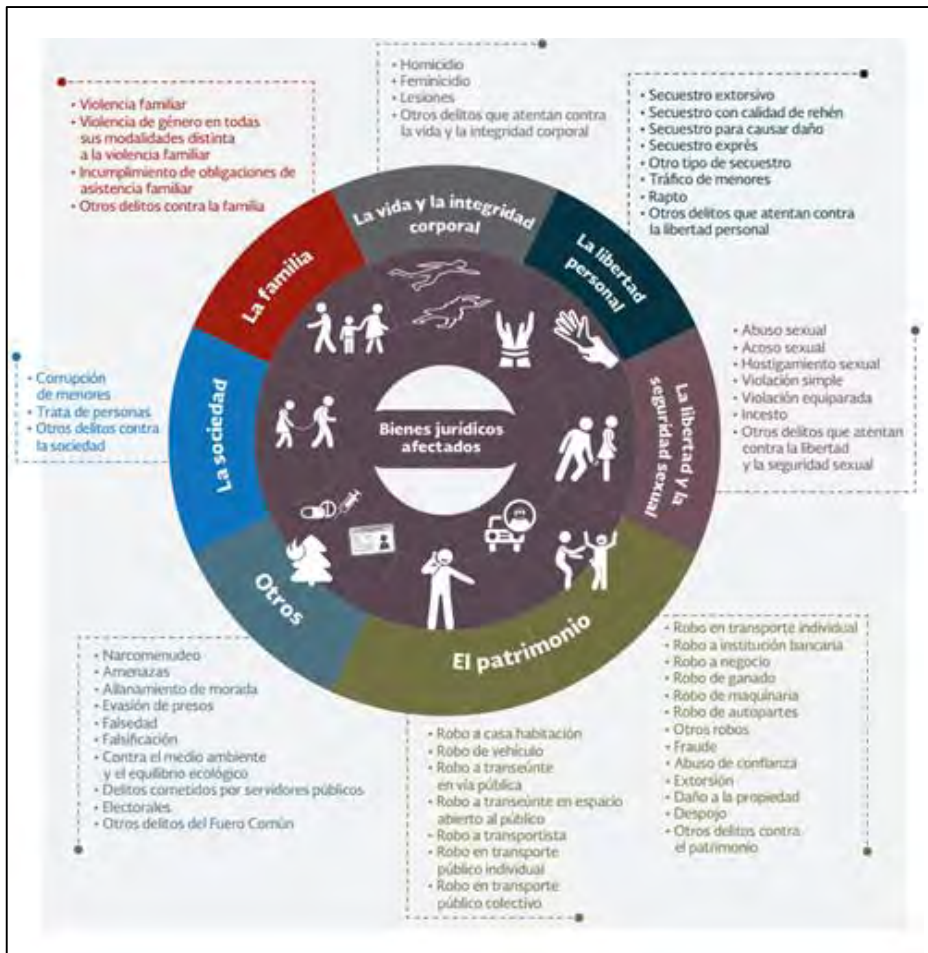 • Homicidio
• Feminicidio
• Lesiones
• Otros delitos que atentan contra
la vida y la integridad corporal
• Violencia familiar
• Violencia de género en todas
sus modalidades distinta
a la violencia familiar
• Incumplimiento de obligaciones de
asistencia familiar
• Otros delitos contra la familia
• Secuestro extorsivo
• Secuestro con calidad de rehén
• Secuestro para causar daño
• Secuestro exprés
• Otro tipo de secuestro
• Tráfico de menores
• Rapto
• Otros delitos que atentan contra
la libertad personal
La vida y la integridad
corporal
La familia
La libertad
personal
• Corrupción
de menores
• Trata de personas
• Otros delitos contra
la sociedad
La sociedad
Bienes jurídicos
afectados
La libertad y la
seguridad sexual
• Abuso sexual
• Acoso sexual
• Hostigamiento sexual
• Violación simple
• Violación equiparada
• Incesto
• Otros delitos que atentan
contra la libertad
y la seguridad sexual
Otros
El patrimonio
• Narcomenudeo
• Amenazas
• Allanamiento de morada
• Evasión de presos
• Falsedad
• Falsificación
• Contra el medio ambiente
y el equilibrio ecológico
• Delitos cometidos por servidores públicos
• Electorales
• Otros delitos del Fuero Común
• Robo a casa habitación
• Robo de vehículo
• Robo a transeúnte
en vía pública
• Robo a transeúnte en espacio
abierto al público
• Robo a transportista
• Robo en transporte
público individual
• Robo en transporte
público colectivo
• Robo en transporte individual
• Robo a institución bancaria
• Robo a negocio
• Robo de ganado
• Robo de maquinaria
• Robo de autopartes
• Otros robos
• Fraude
• Abuso de confianza
• Extorsión
• Daño a la propiedad
• Despojo
• Otros delitos contra
el patrimonio